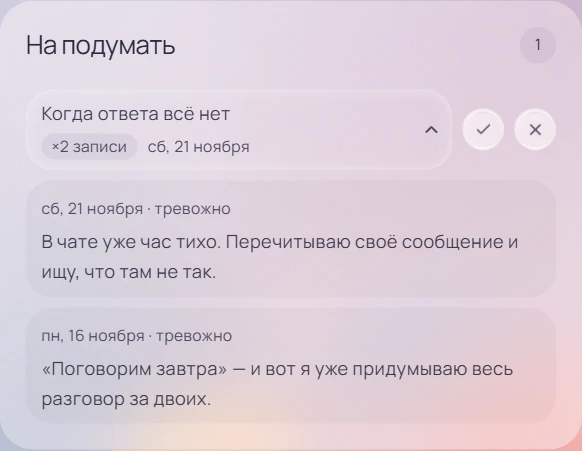 На подумать
1
Когда ответа всё нет
×2 записи сб, 21 ноября
сб, 21 ноября · тревожно
В чате уже час тихо. Перечитываю своё сообщение и
ищу, что там не так.
пн, 16 ноября · тревожно
«Поговорим завтра» — и вот я уже придумываю весь
разговор за двоих.